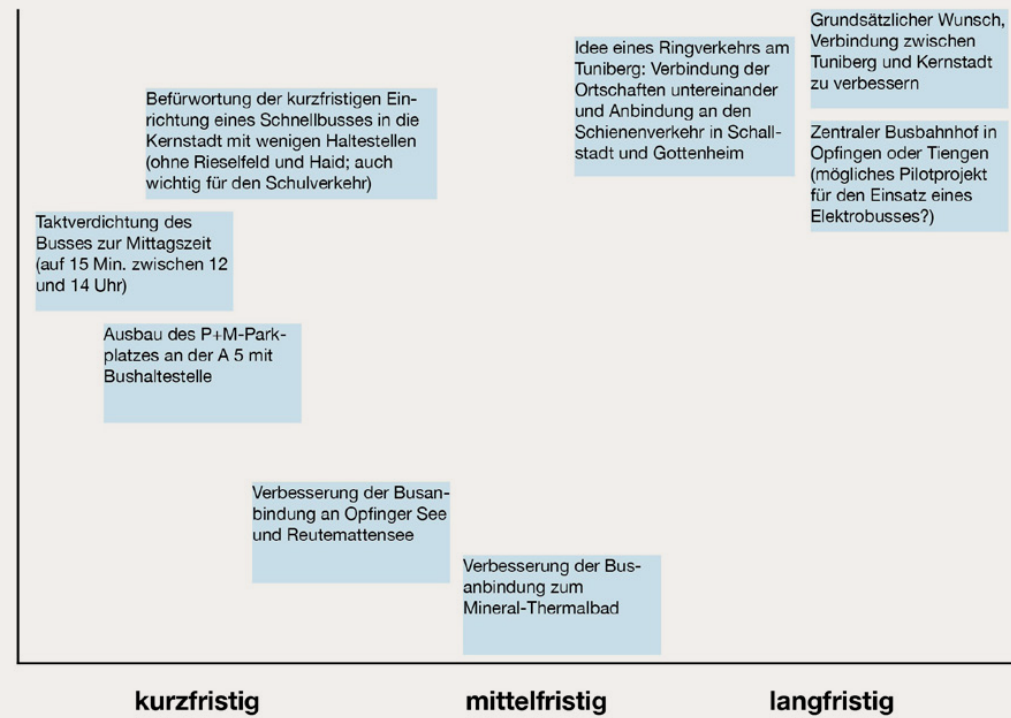 Grundsätzlicher Wunsch,
Verbindung zwischen
Tuniberg und Kernstadt
zu verbessern
Idee eines Ringverkehrs am
Tuniberg: Verbindung der
Ortschaften untereinander
und Anbindung an den
Schienenverkehr in Schall-
stadt und Gottenheim
Befürwortung der kurzfristigen Ein-
richtung eines Schnellbusses in die
Kernstadt mit wenigen Haltestellen
(ohne Rieselfeld und Haid; auch
wichtig für den Schulverkehr)
Zentraler Busbahnhof in
Opfingen oder Tiengen
(mögliches Pilotprojekt
für den Einsatz eines
Elektrobusses?)
Taktverdichtung des
Busses zur Mittagszeit
(auf 15 Min. zwischen 12
und 14 Uhr)
Ausbau des P+M-Park-
platzes an der A 5 mit
Bushaltestelle
Verbesserung der Busan-
bindung an Opfinger See
und Reutemattensee
Verbesserung der Bus-
anbindung zum
Mineral-Thermalbad
kurzfristig
mittelfristig
langfristig